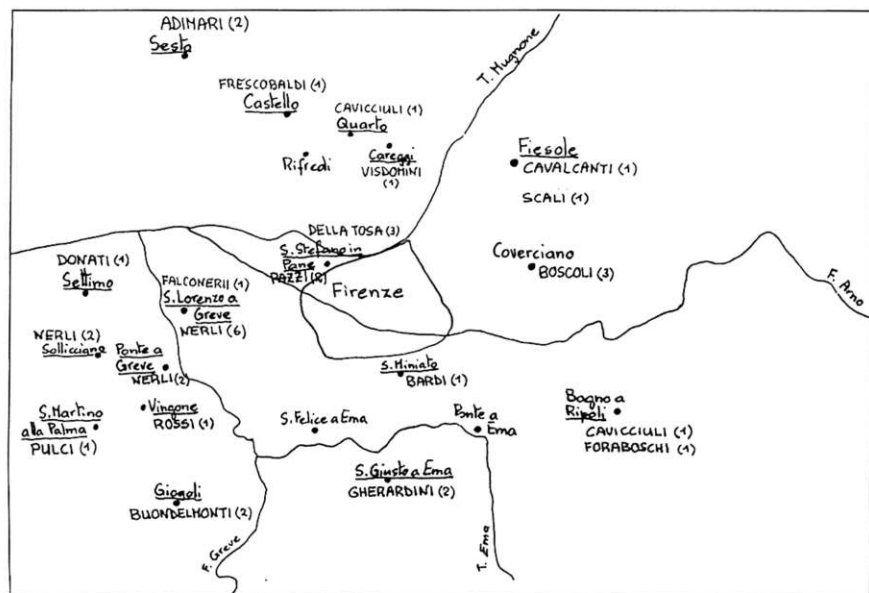 ADIMARI (2)
Sesto
T. Mugnone
FRESCOBALDI (1)
Castello
CAVICCIULI (1)
Quarto
Rifredi
Careggi
VISDOMINI
(1)
Fiesole
CAVALCANTI (1)
SCALI (1)
DELLA TOSA (3)
S. Stefano in
Pane
PAZZI (2)
Firenze
Coverciano
BOSCOLI (3)
F. Arno
DONATI (1)
Settimo
FALCONERII (1)
S. Lorenzo a
Greve
NERLI (6)
NERLI (2)
Sollicciano
Ponte a
Greve
NERLI (2)
S. Miniato
BARDI (1)
S. Martino
alla Palma
PULCI (1)
Vingone
ROSSI (1)
S. Felice a Ema
Ponte a
Ema
Bagno a
Ripoli
CAVICCIULI (1)
FORABOSCHI (1)
S. Giusto a Ema
GHERARDINI (2)
Giogoli
BUONDELMONTI (2)
F. Greve
T. Ema